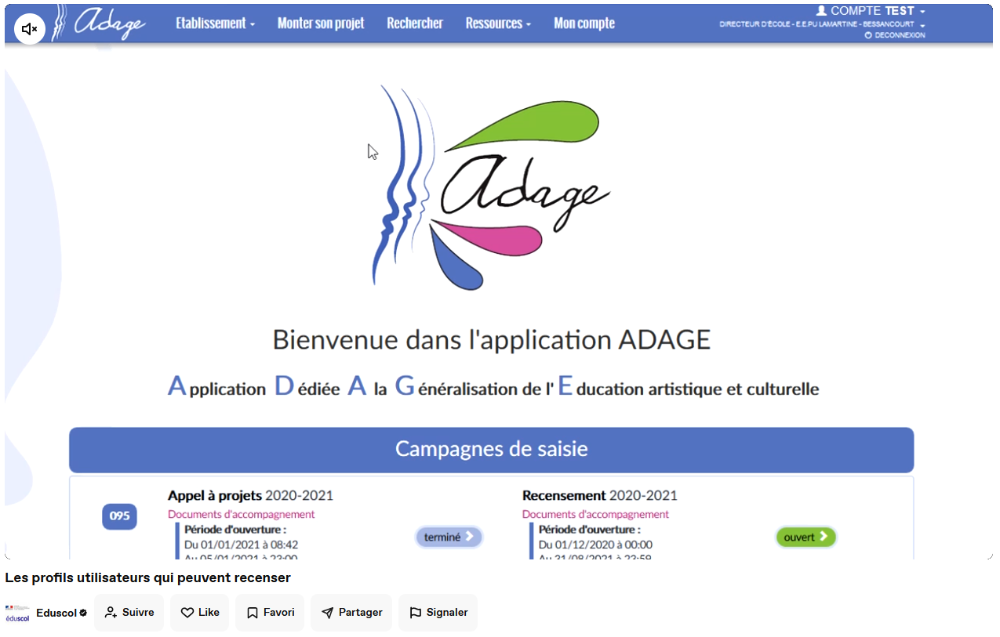 Adage
Etablissement
Monter son projet
Rechercher
Ressources
Mon compte
COMPTE TEST
DIRECTEUR D'ÉCOLE - E.E.PU LAMARTINE - BESSANCOURT
DECONNEXION
Adage
Bienvenue dans l'application ADAGE
Application Dédiée A la Généralisation de l'Education artistique et culturelle
Campagnes de saisie
095
Appel à projets 2020-2021
Documents d'accompagnement
Période d'ouverture :
Du 01/01/2021 à 08:42
Au 05/01/2021 à 23:00
terminé
Recensement 2020-2021
Documents d'accompagnement
Période d'ouverture :
Du 01/12/2020 à 00:00
Au 31/08/2021 à 23:59
ouvert
Les profils utilisateurs qui peuvent recenser
éduscol
Eduscol
Suivre
Like
Favori
Partager
Signaler